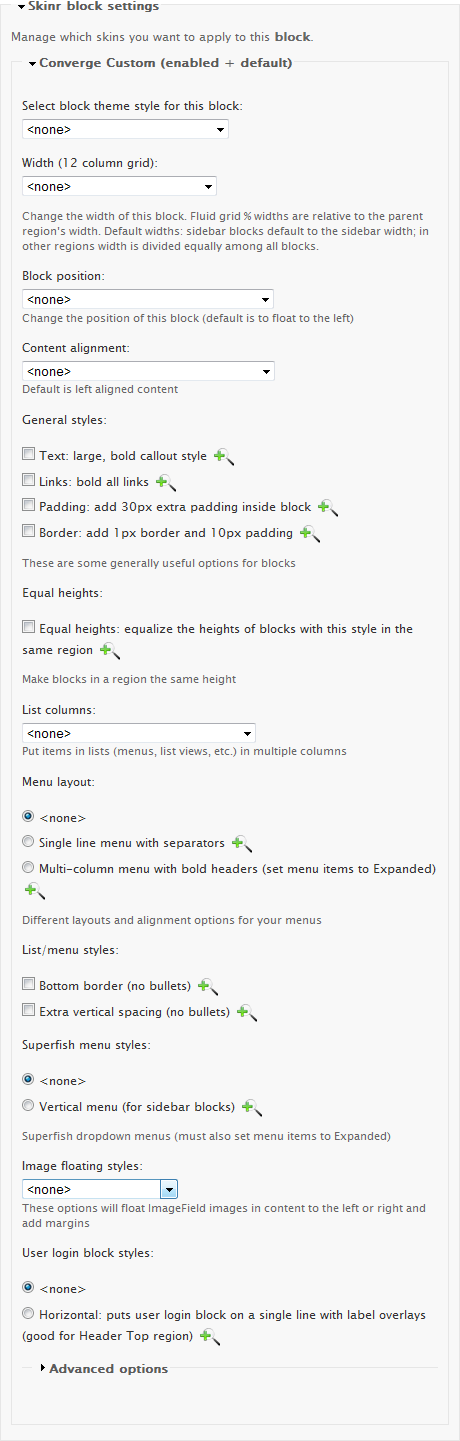 Skinr block settings
Manage which skins you want to apply to this block.
Converge Custom (enabled + default)
Select block theme style for this block:
<none>
Width (12 column grid):
<none>
Change the width of this block. Fluid grid % widths are relative to the parent
region's width. Default widths: sidebar blocks default to the sidebar width; in
other regions width is divided equally among all blocks.
Block position:
<none>
Change the position of this block (default is to float to the left)
Content alignment:
<none>
Default is left aligned content
General styles:
Text: large, bold callout style
Links: bold all links
Padding: add 30px extra padding inside block
Border: add 1px border and 10px padding
These are some generally useful options for blocks
Equal heights:
Equal heights: equalize the heights of blocks with this style in the
same region
Make blocks in a region the same height
List columns:
<none>
Put items in lists (menus, list views, etc.) in multiple columns
Menu layout:
<none>
Single line menu with separators
Multi-column menu with bold headers (set menu items to Expanded)
Different layouts and alignment options for your menus
List/menu styles:
Bottom border (no bullets)
Extra vertical spacing (no bullets)
Superfish menu styles:
<none>
Vertical menu (for sidebar blocks)
Superfish dropdown menus (must also set menu items to Expanded)
Image floating styles:
<none>
These options will float ImageField images in content to the left or right and
add margins
User login block styles:
<none>
Horizontal: puts user login block on a single line with label overlays
(good for Header Top region)
Advanced options